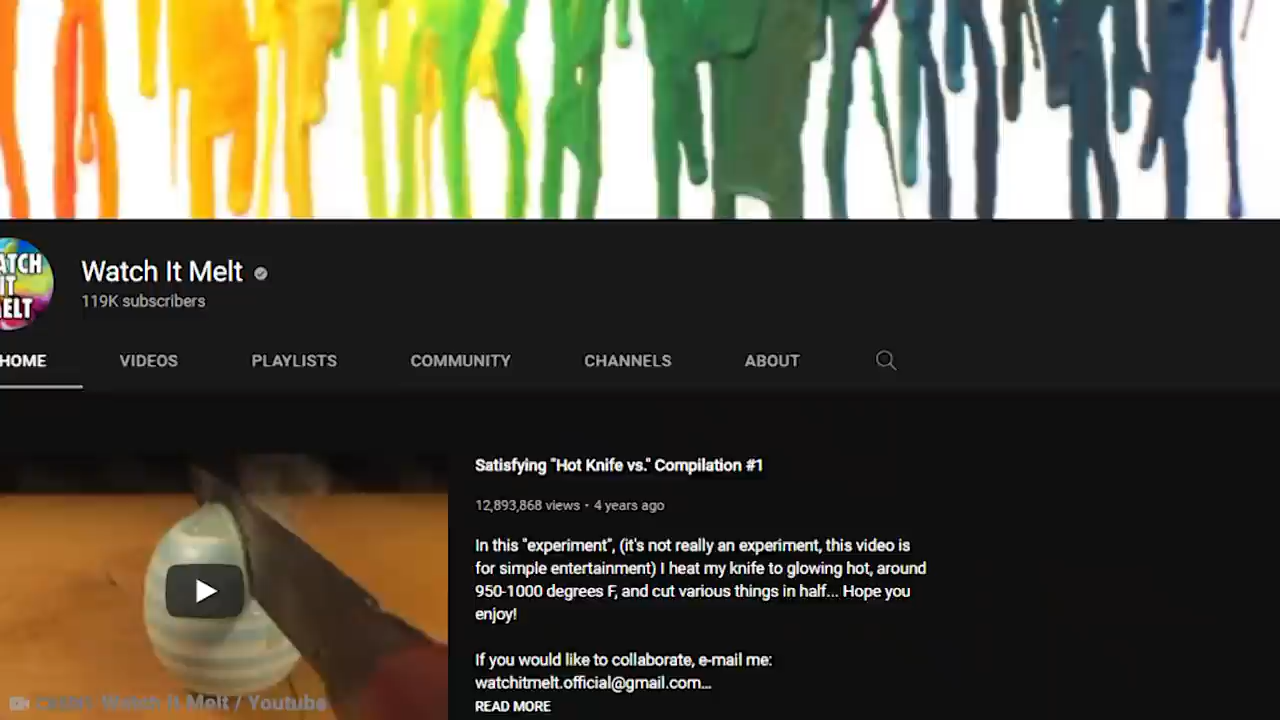 Watch It Melt
119K subscribers
HOME VIDEOS PLAYLISTS COMMUNITY CHANNELS ABOUT
Satisfying "Hot Knife vs." Compilation #1
12,893,868 views • 4 years ago
In this "experiment", (it's not really an experiment, this video is
for simple entertainment) I heat my knife to glowing hot, around
950-1000 degrees F, and cut various things in half... Hope you
enjoy!
If you would like to collaborate, e-mail me:
watchitmelt.official@gmail.com...
READ MORE
Watch It Melt / Youtube